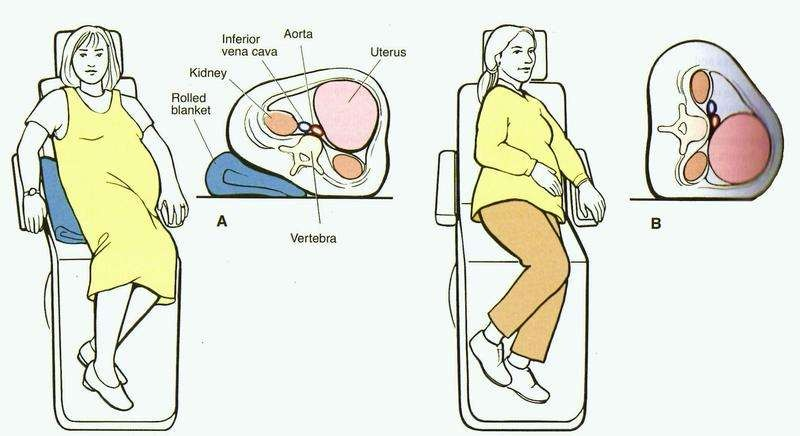 Aorta
Inferior
vena cava
Uterus
Kidney
Rolled
blanket
A
Vertebra
B